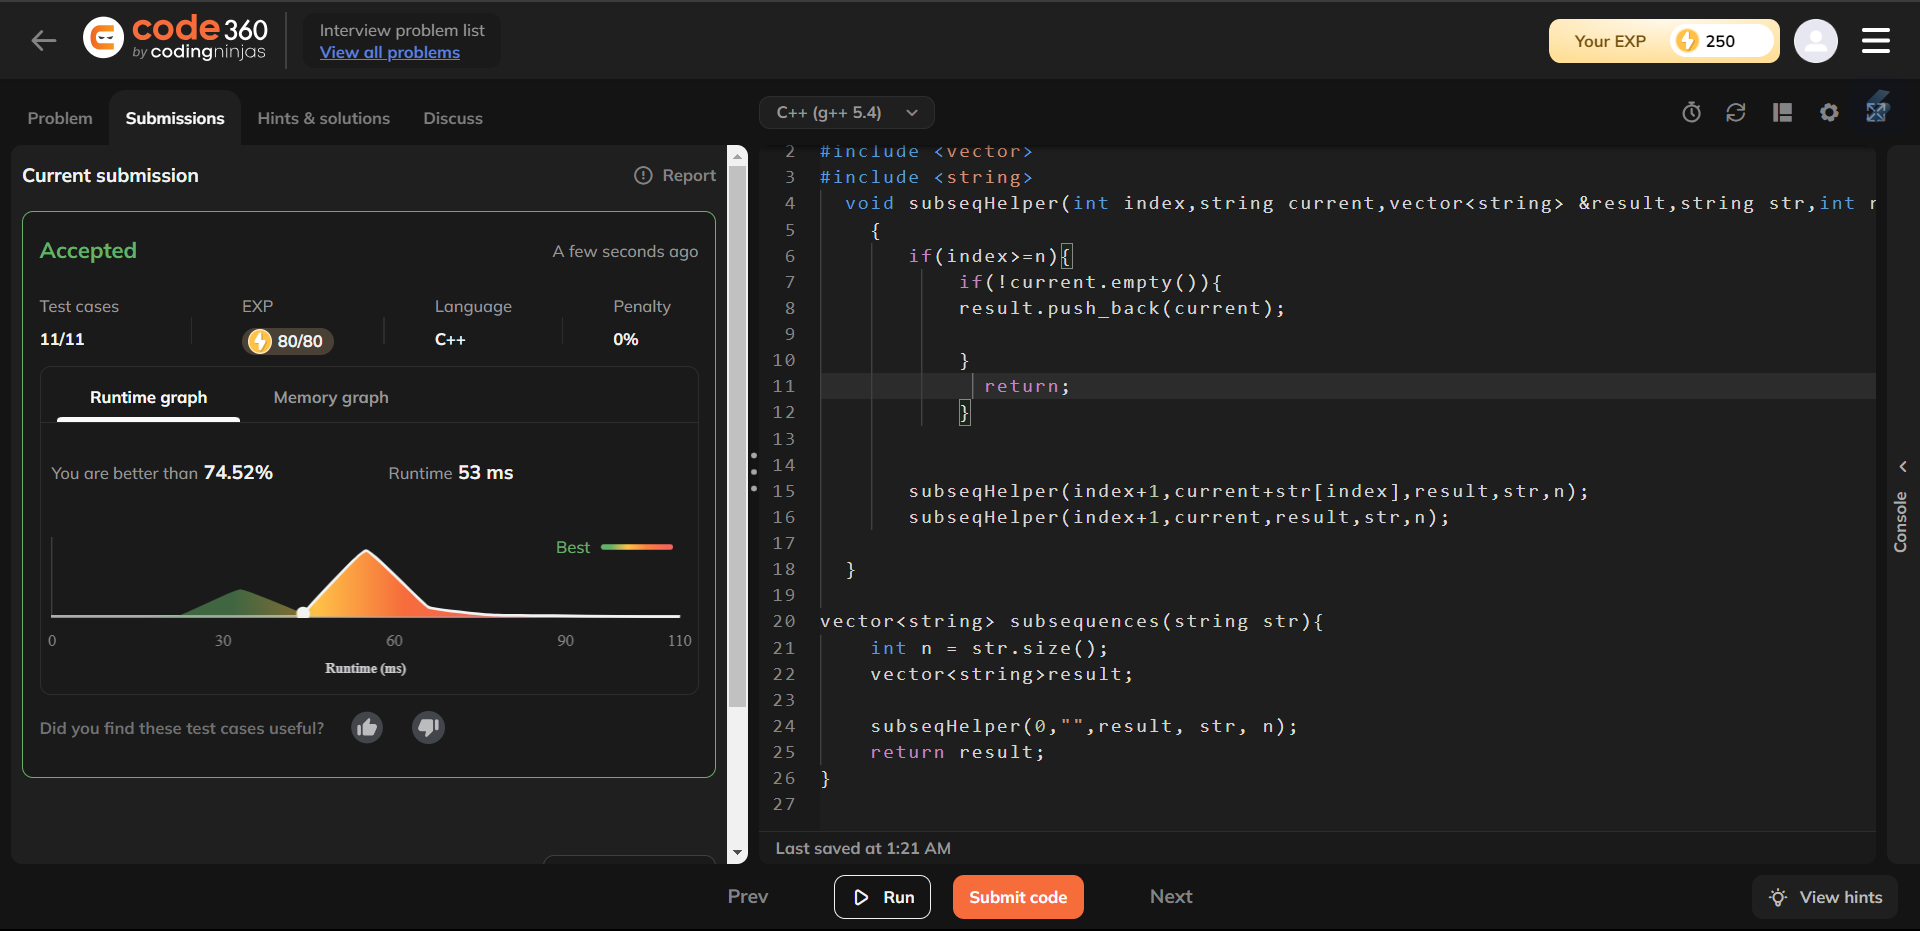 code 360
by codingninjas
Interview problem list
View all problems
Your EXP 250
Problem Submissions Hints & solutions Discuss
Current submission Report
Accepted A few seconds ago
Test cases EXP Language Penalty
11/11 80/80 C++ 0%
Runtime graph Memory graph
You are better than 74.52% Runtime 53 ms
Best
0 30 60 90 110
Runtime (ms)
Did you find these test cases useful?
C++ (g++ 5.4)
2 #include <vector>
3 #include <string>
4 void subseqHelper(int index,string current,vector<string> &result,string str,int
5 {
6 if(index>=n){
7 if(!current.empty()){
8 result.push_back(current);
9
10 }
11 return;
12 }
13
14
15 subseqHelper(index+1,current+str[index],result,str,n);
16 subseqHelper(index+1,current,result,str,n);
17
18 }
19
20 vector<string> subsequences(string str){
21 int n = str.size();
22 vector<string>result;
23
24 subseqHelper(0,"",result, str, n);
25 return result;
26 }
27
Last saved at 1:21 AM
Console
Prev Run Submit code Next View hints